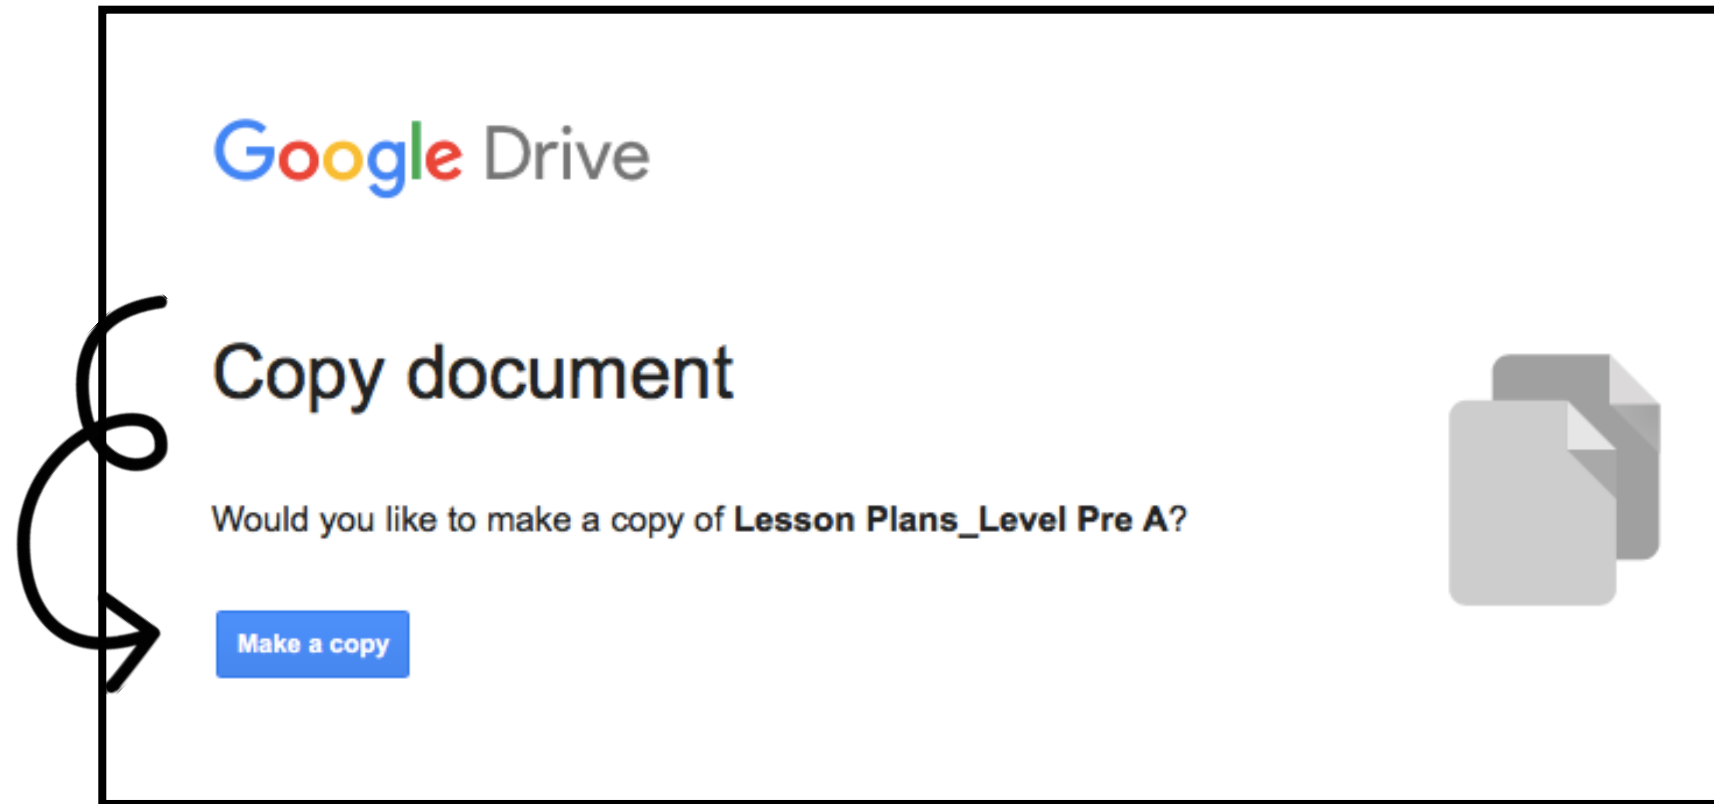 Google Drive
Copy document
Would you like to make a copy of Lesson Plans_Level Pre A?
Make a copy